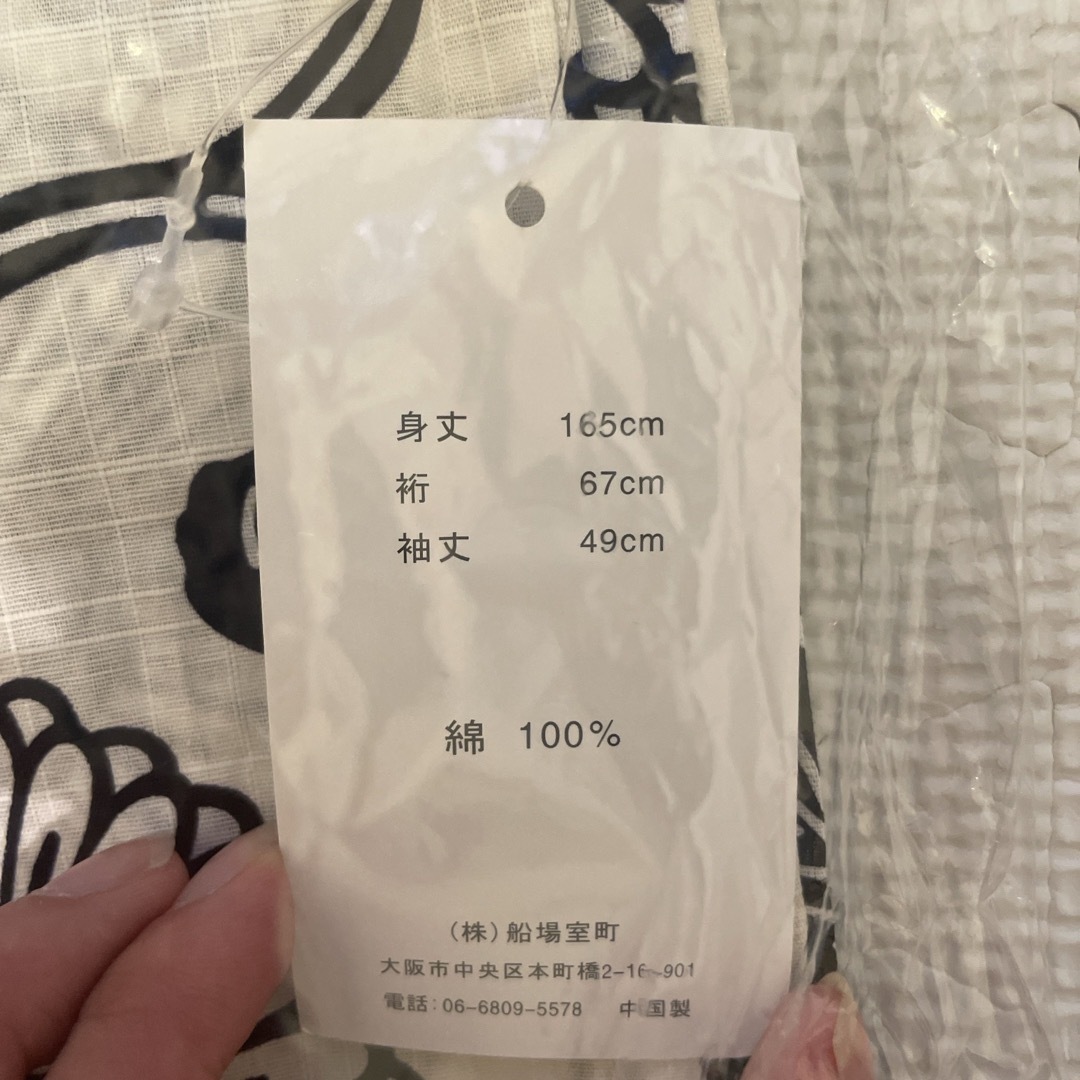 身丈 165cm
裄 67cm
袖丈 49cm
綿 100%
(株)船場室町
大阪市中央区本町橋2-16-901
電話:06-6809-5578 中国製